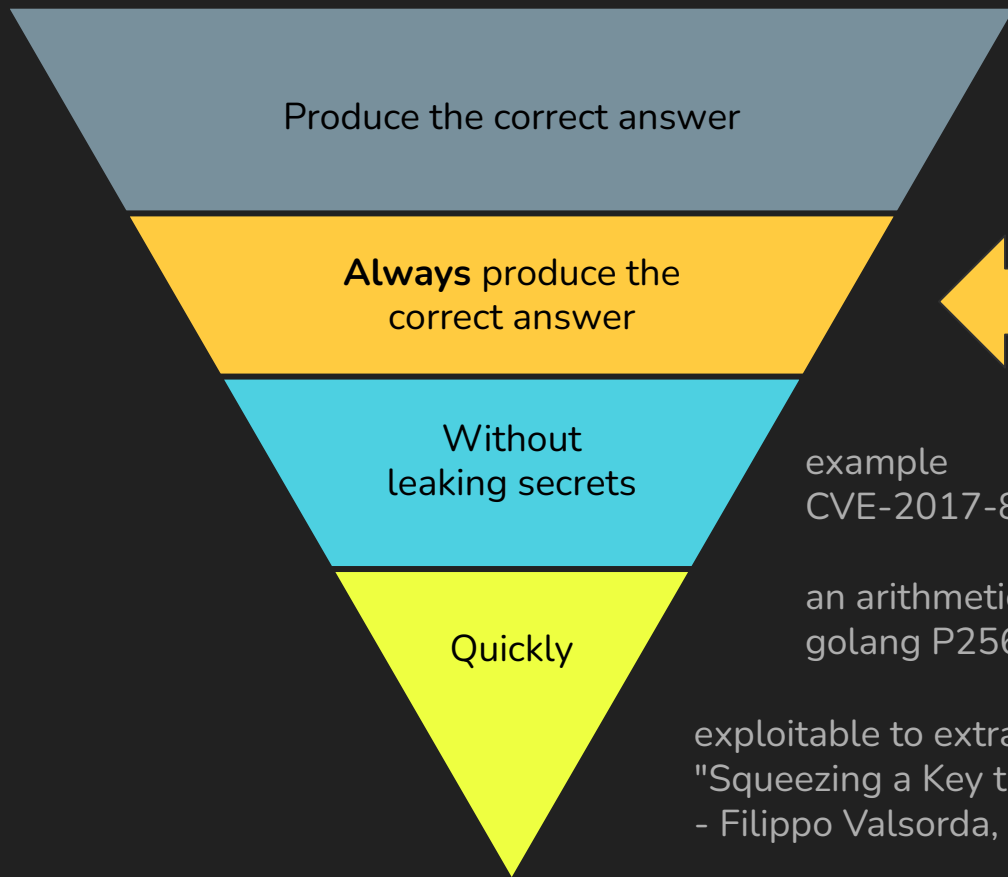 Produce the correct answer
Always produce the
correct answer
Without
leaking secrets
Quickly
example
CVE-2017-8
an arithmeti
golang P256
exploitable to extra
"Squeezing a Key t
- Filippo Valsorda,